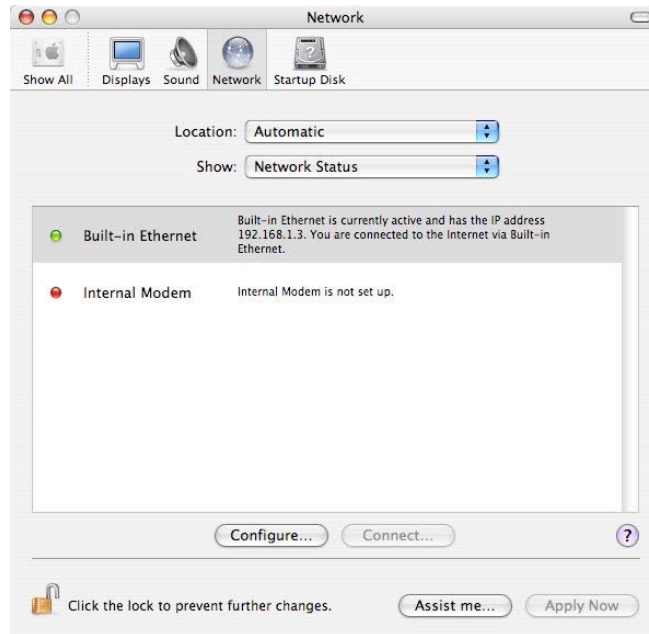 Network
Show All
Displays
Sound
Network
Startup Disk
Location: Automatic
Show: Network Status
Built-in Ethernet
Built-in Ethernet is currently active and has the IP address
192.168.1.3. You are connected to the Internet via Built-in
Ethernet.
Internal Modem
Internal Modem is not set up.
Configure...
Connect...
?
Click the lock to prevent further changes.
Assist me...
Apply Now